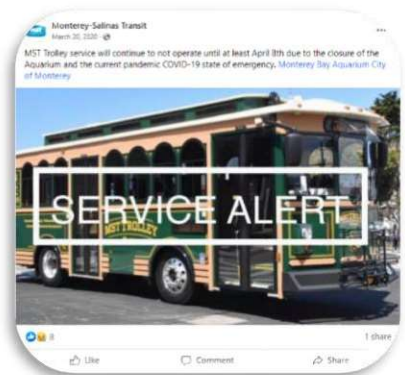 Monterey-Salinas Transit
March 20, 2020 ·
MST Trolley service will continue to not operate until at least April 8th due to the closure of the
Aquarium and the current pandemic COVID-19 state of emergency. Monterey Bay Aquarium City
of Monterey
SERVICE ALERT
MST TROLLEY
8
1 share
Like
Comment
Share